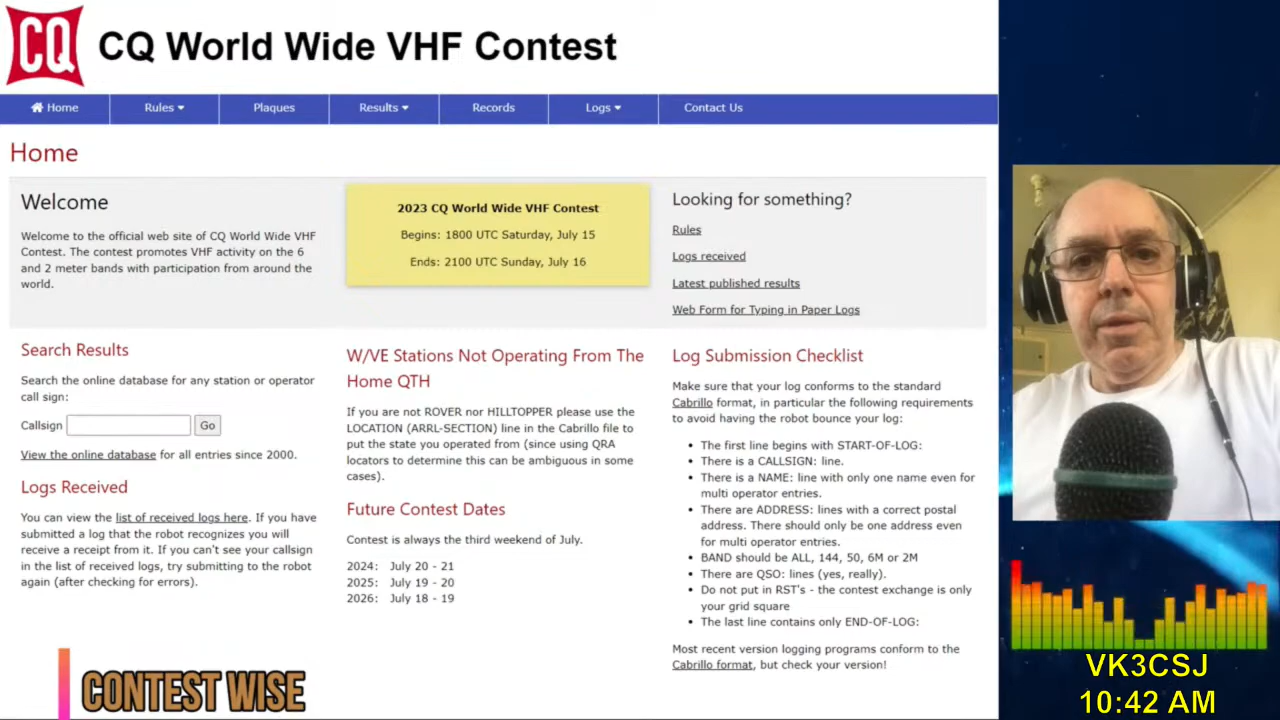 CQ
CQ World Wide VHF Contest
Home
Rules
Plaques
Results
Records
Logs
Contact Us
Home
Welcome
Welcome to the official web site of CQ World Wide VHF
Contest. The contest promotes VHF activity on the 6
and 2 meter bands with participation from around the
world.
2023 CQ World Wide VHF Contest
Begins: 1800 UTC Saturday, July 15
Ends: 2100 UTC Sunday, July 16
Looking for something?
Rules
Logs received
Latest published results
Web Form for Typing in Paper Logs
Search Results
Search the online database for any station or operator
call sign:
Callsign
Go
View the online database for all entries since 2000.
Logs Received
You can view the list of received logs here. If you have
submitted a log that the robot recognizes you will
receive a receipt from it. If you can't see your callsign
in the list of received logs, try submitting to the robot
again (after checking for errors).
W/VE Stations Not Operating From The
Home QTH
If you are not ROVER nor HILLTOPPER please use the
LOCATION (ARRL-SECTION) line in the Cabrillo file to
put the state you operated from (since using QRA
locators to determine this can be ambiguous in some
cases).
Future Contest Dates
Contest is always the third weekend of July.
2024: July 20 - 21
2025: July 19 - 20
2026: July 18 - 19
Log Submission Checklist
Make sure that your log conforms to the standard
Cabrillo format, in particular the following requirements
to avoid having the robot bounce your log:
• The first line begins with START-OF-LOG:
• There is a CALLSIGN: line.
• There is a NAME: line with only one name even for
multi operator entries.
• There are ADDRESS: lines with a correct postal
address. There should only be one address even
for multi operator entries.
• BAND should be ALL, 144, 50, 6M or 2M
• There are QSO: lines (yes, really).
• Do not put in RST's - the contest exchange is only
your grid square
• The last line contains only END-OF-LOG:
Most recent version logging programs conform to the
Cabrillo format, but check your version!
CONTEST WISE
VK3CSJ
10:42 AM